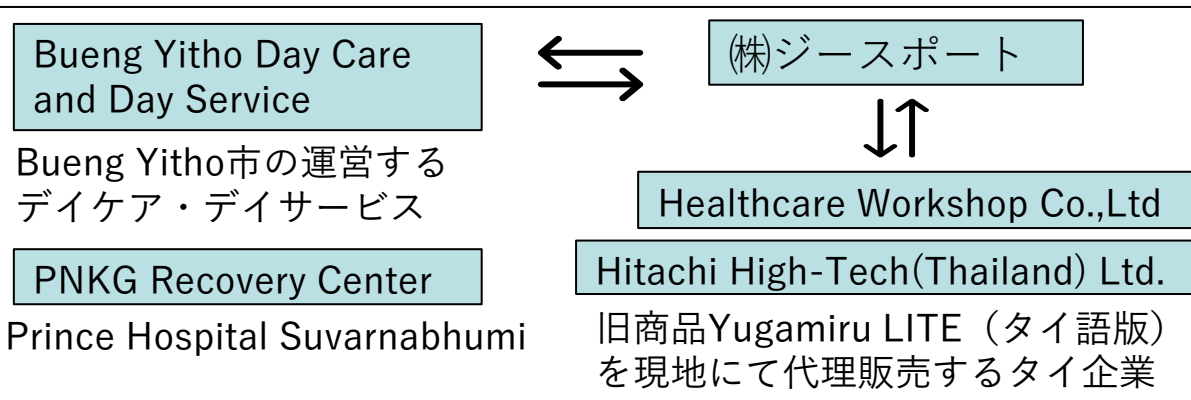 Bueng Yitho Day Care
and Day Service
Bueng Yitho市の運営する
デイケア・デイサービス
PNKG Recovery Center
Prince Hospital Suvarnabhumi
㈱ジースポート
Healthcare Workshop Co.,Ltd
Hitachi High-Tech(Thailand) Ltd.
旧商品Yugamiru LITE（タイ語版）
を現地にて代理販売するタイ企業